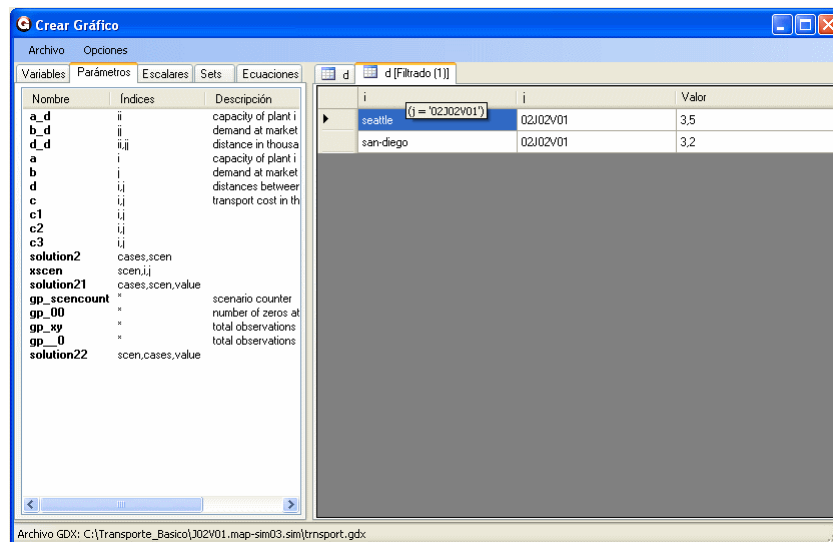 Crear Gráfico
Archivo Opciones
Variables Parámetros Escalares Sets Ecuaciones
Nombre Índices Descripción
a_d ii capacity of plant i
b_d jj demand at market
d_d ii,jj distance in thousa
a i capacity of plant i
b j demand at market
d i,j distances between
c i,j transport cost in th
c1 i,j
c2 i,j
c3 i,j
solution2 cases,scen
xscen scen,i,j
solution21 cases,scen,value
gp_scencount * scenario counter
gp_00 * number of zeros at
gp_xy * total observations
gp__0 * total observations
solution22 scen,cases,value
d d [Filtrado (1)]
i j Valor
(j = '02J02V01')
seattle 02J02V01 3,5
san-diego 02J02V01 3,2
Archivo GDX: C:\Transporte_Basico\J02V01.map-sim03.sim\trnsport.gdx